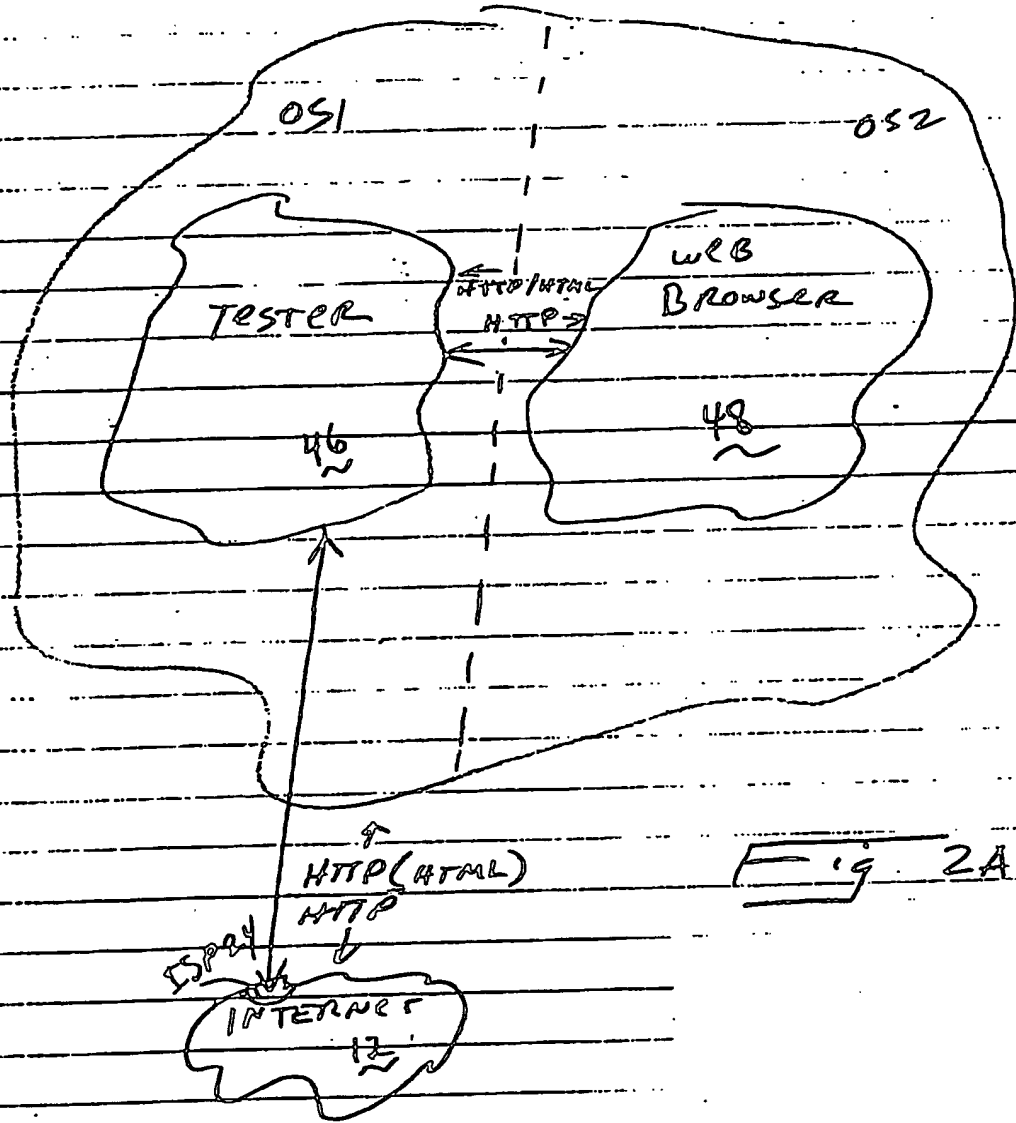 OS1
OS2
TESTER
46
HTTP/HTML
HTTP
WEB
BROWSER
48
HTTP(HTML)
HTTP
Fig 2A
INTERNET
12